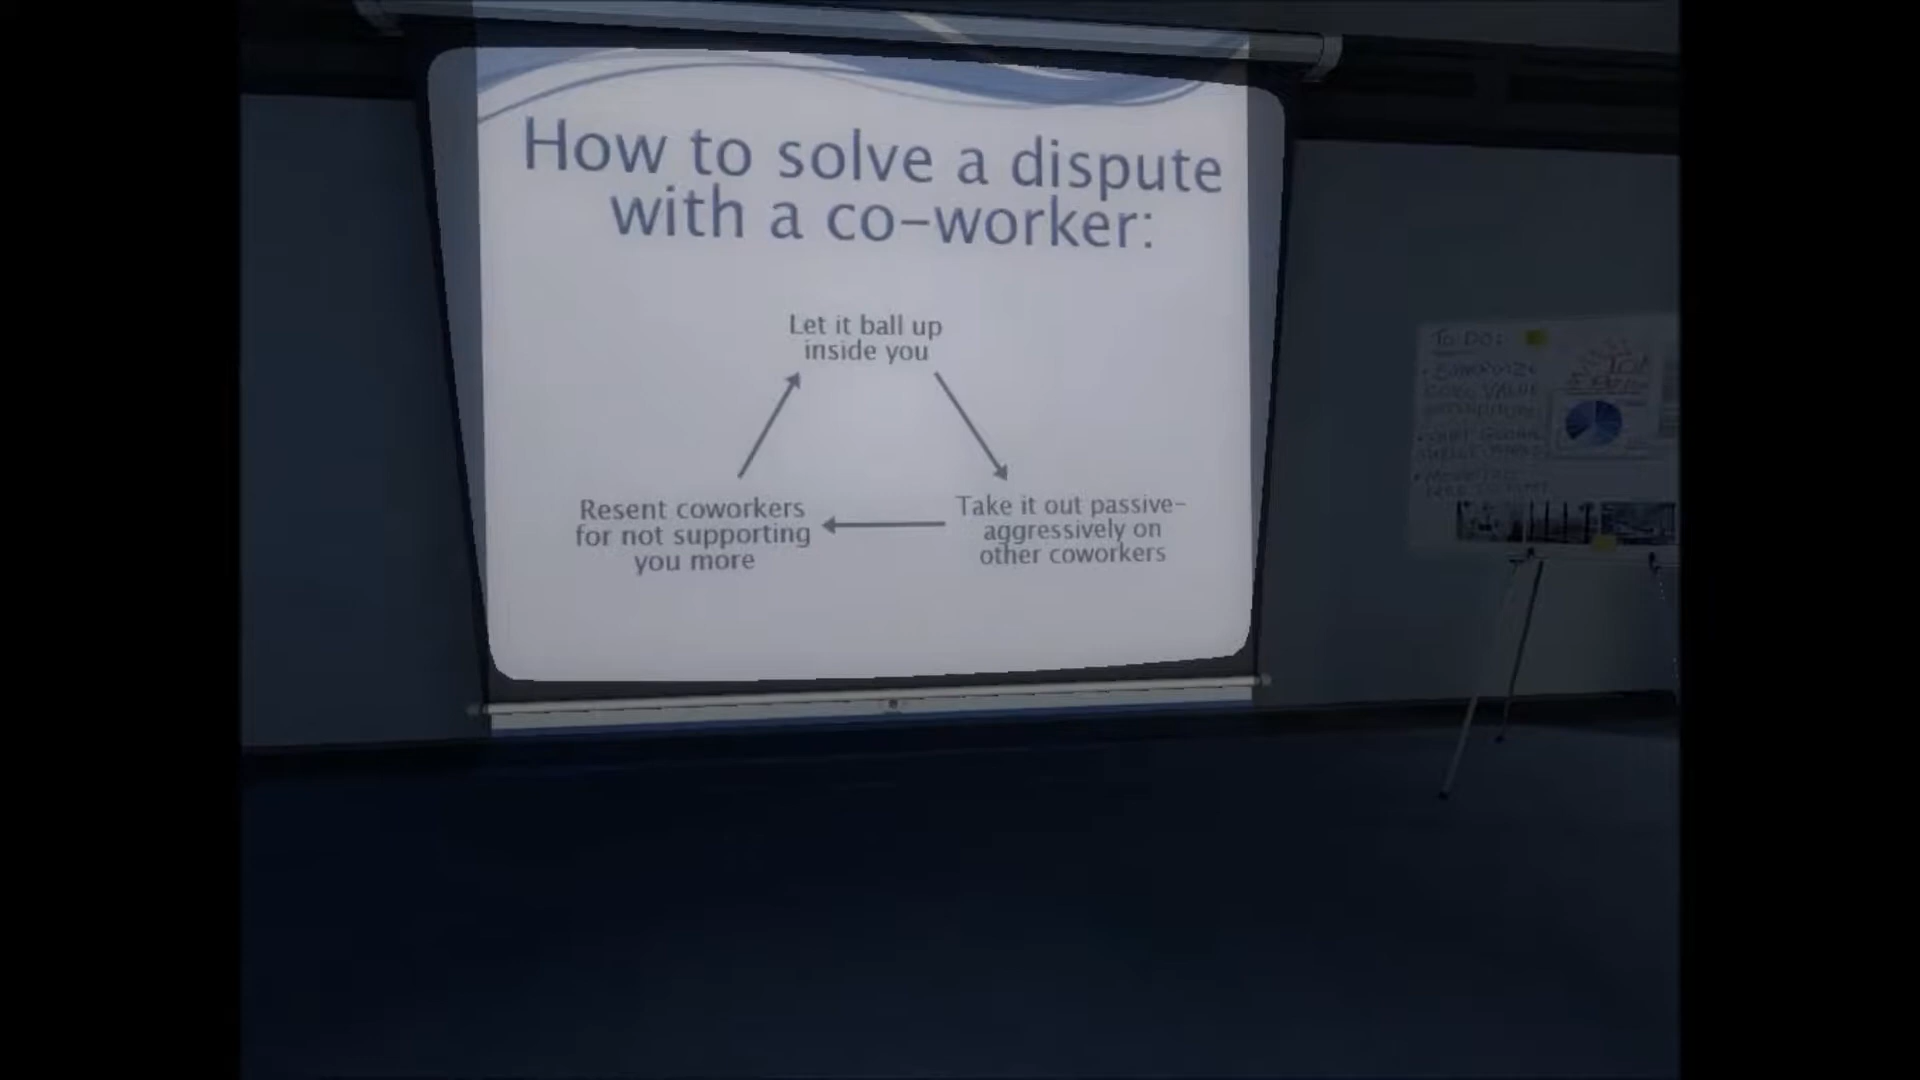 How to solve a dispute
with a co-worker:
Let it ball up
inside you
Resent coworkers
for not supporting
you more
Take it out passive-
aggressively on
other coworkers
To Do: